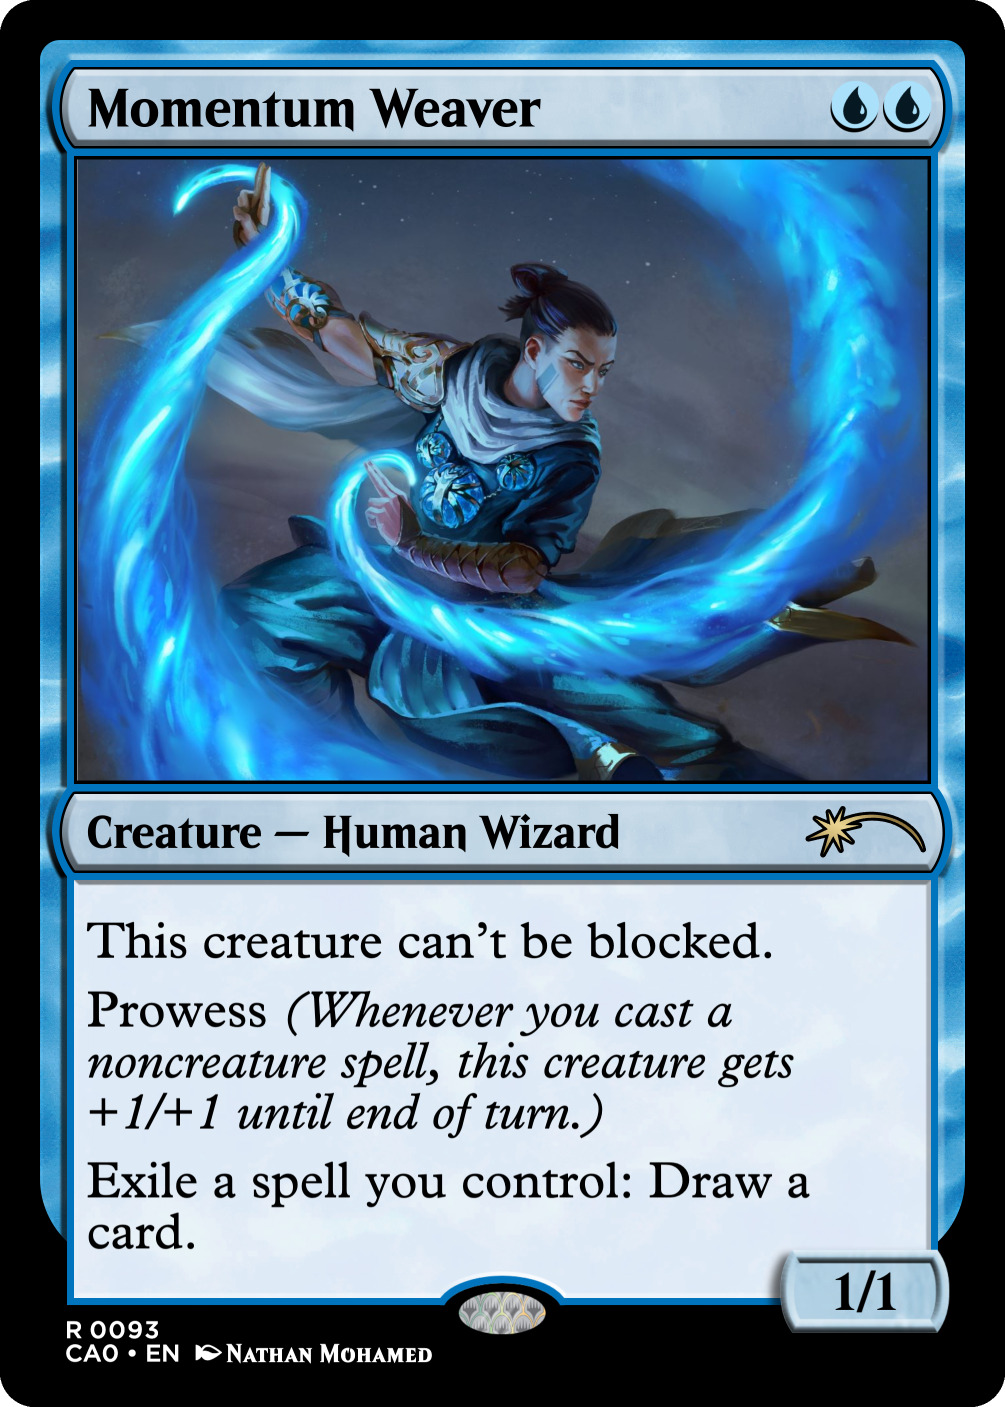 Momentum Weaver
Creature — Human Wizard
This creature can't be blocked.
Prowess (Whenever you cast a
noncreature spell, this creature gets
+1/+1 until end of turn.)
Exile a spell you control: Draw a
card.
1/1
R 0093
CAO • EN Nathan Mohamed